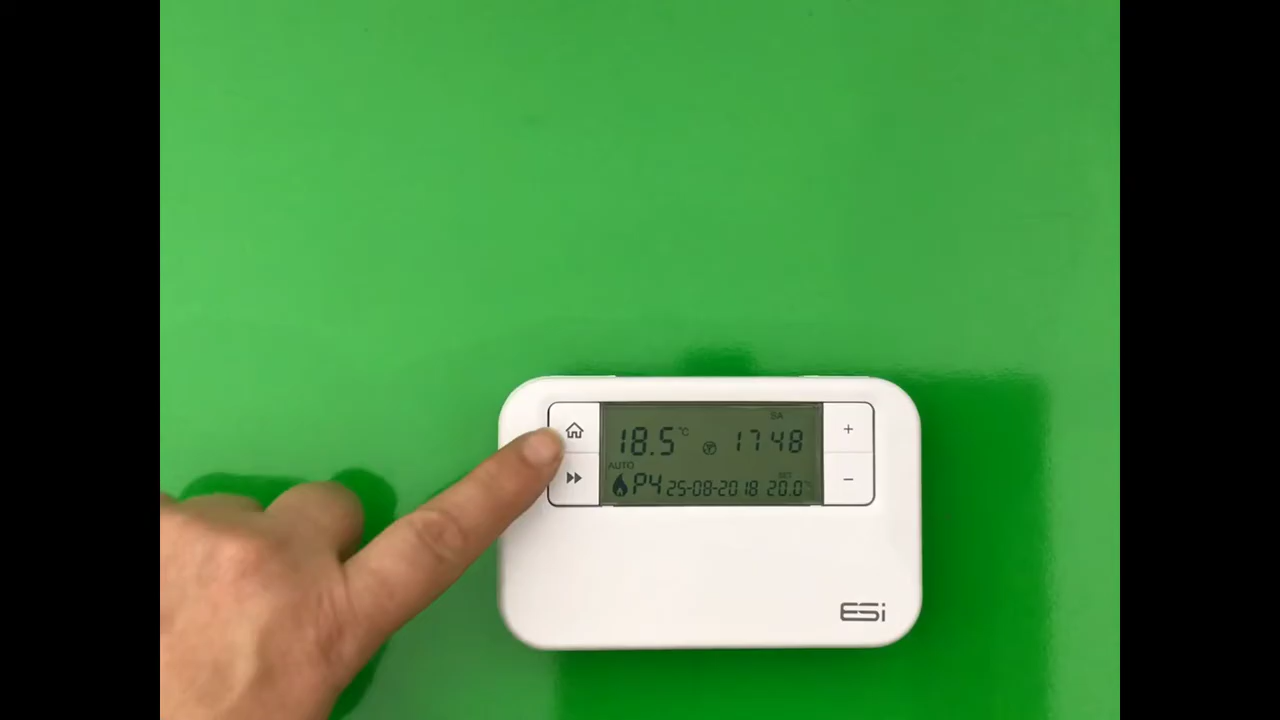 SA
18.5°C 17 48
AUTO SET
P4 25-08-2018 20.0°C
+
−
ESi